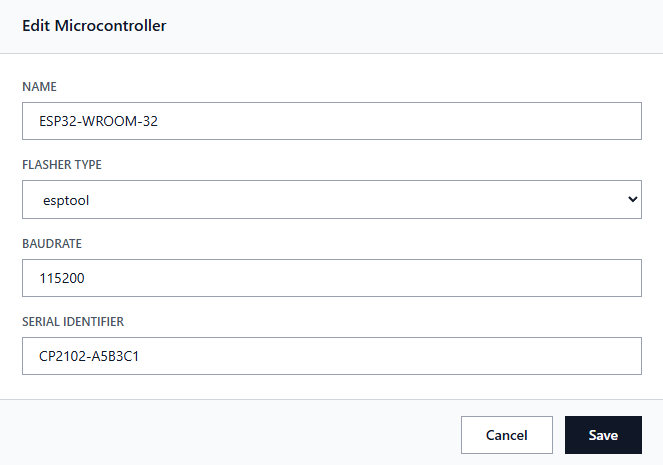 Edit Microcontroller
NAME
ESP32-WROOM-32
FLASHER TYPE
esptool
BAUDRATE
115200
SERIAL IDENTIFIER
CP2102-A5B3C1
Cancel Save